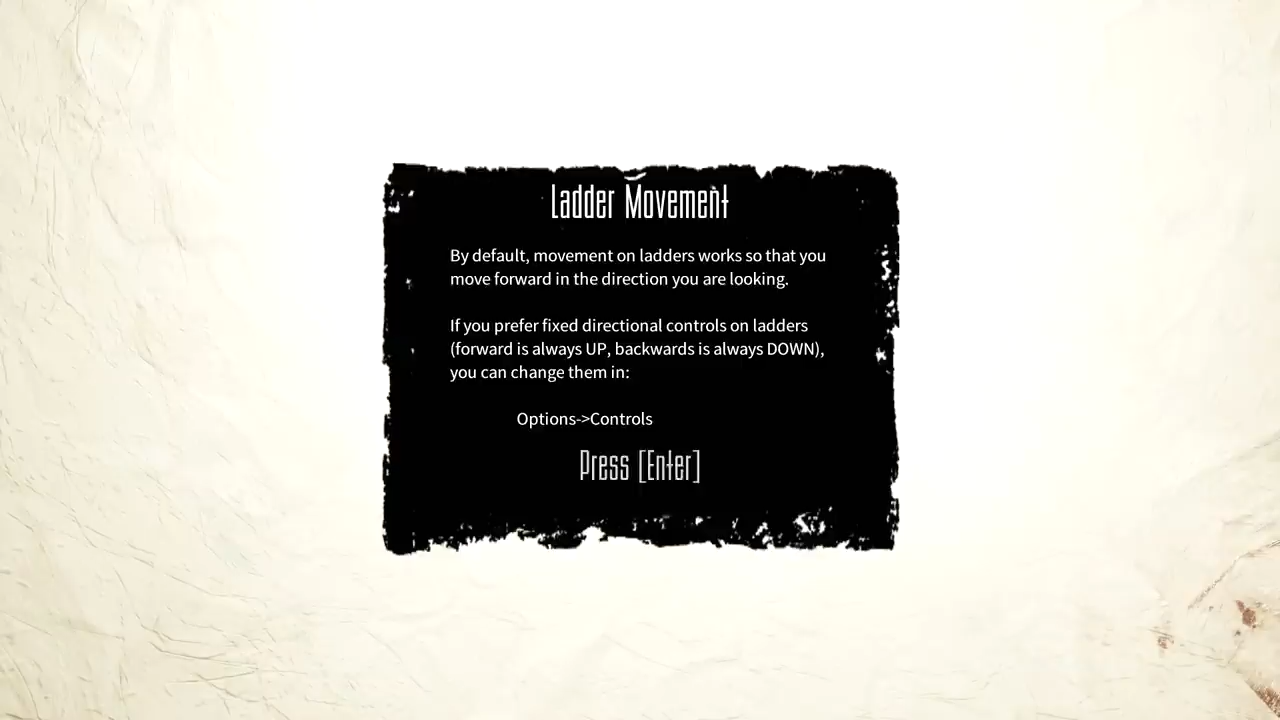 Ladder Movement
By default, movement on ladders works so that you
move forward in the direction you are looking.
If you prefer fixed directional controls on ladders
(forward is always UP, backwards is always DOWN),
you can change them in:
Options->Controls
Press [Enter]